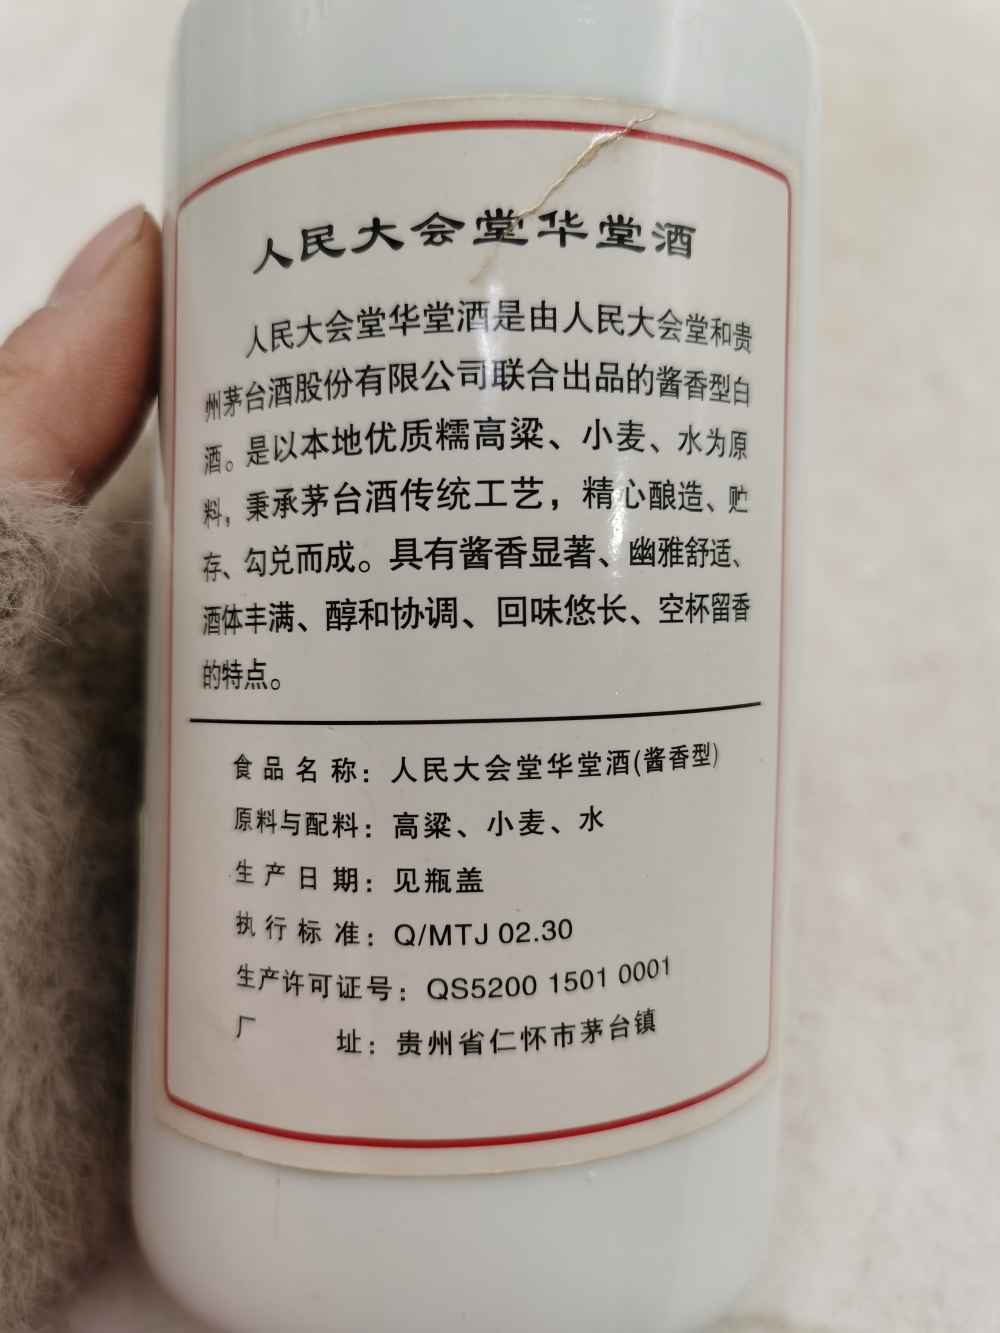 人民大会堂华堂酒
人民大会堂华堂酒是由人民大会堂和贵
州茅台酒股份有限公司联合出品的酱香型白
酒。是以本地优质糯高粱、小麦、水为原
料，秉承茅台酒传统工艺，精心酿造、贮
存、勾兑而成。具有酱香显著、幽雅舒适、
酒体丰满、醇和协调、回味悠长、空杯留香
的特点。
食品名称：人民大会堂华堂酒(酱香型)
原料与配料：高粱、小麦、水
生产日期：见瓶盖
执行标准：Q/MTJ 02.30
生产许可证号：QS5200 1501 0001
厂址：贵州省仁怀市茅台镇